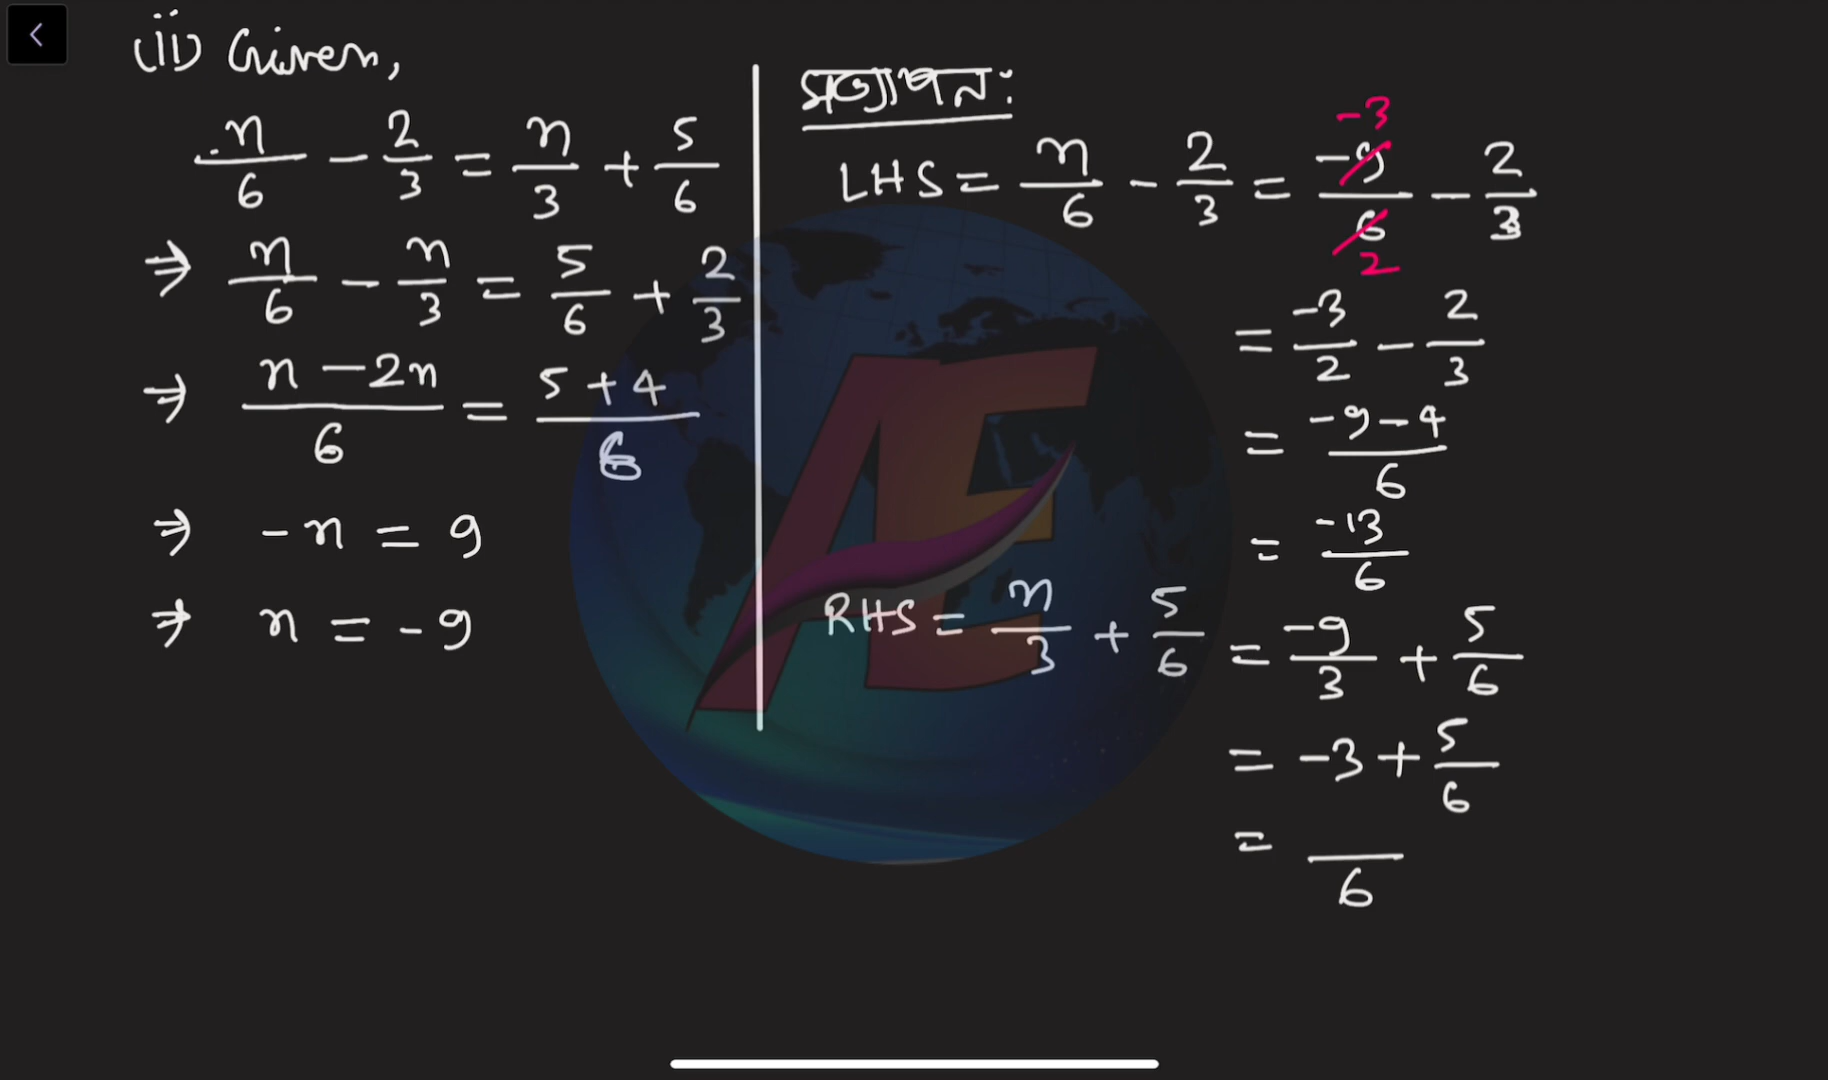 (ii) Given,
n/6 - 2/3 = n/3 + 5/6
⇒ n/6 - n/3 = 5/6 + 2/3
⇒ (n - 2n)/6 = (5 + 4)/6
⇒ -n = 9
⇒ n = -9
সত্যাপন:
LHS = n/6 - 2/3 = -9/6 - 2/3
-3
2
= -3/2 - 2/3
= (-9 - 4)/6
= -13/6
RHS = n/3 + 5/6 = -9/3 + 5/6
= -3 + 5/6
= /6
AE